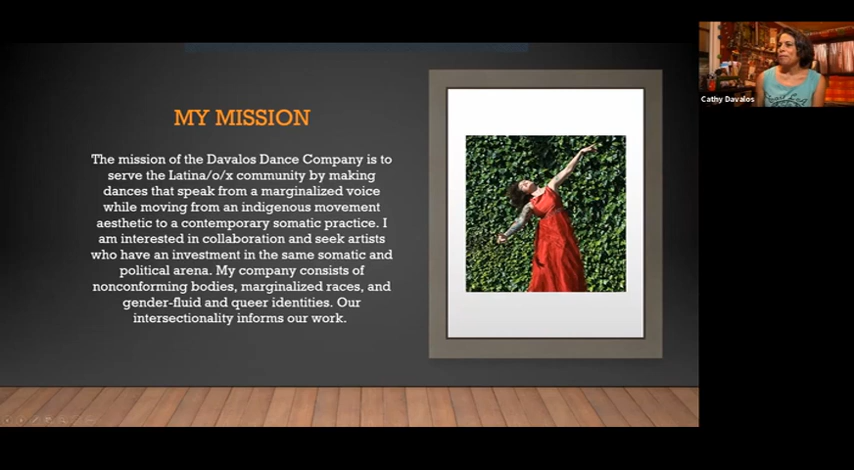 MY MISSION
The mission of the Davalos Dance Company is to
serve the Latina/o/x community by making
dances that speak from a marginalized voice
while moving from an indigenous movement
aesthetic to a contemporary somatic practice. I
am interested in collaboration and seek artists
who have an investment in the same somatic and
political arena. My company consists of
nonconforming bodies, marginalized races, and
gender-fluid and queer identities. Our
intersectionality informs our work.
Cathy Davalos